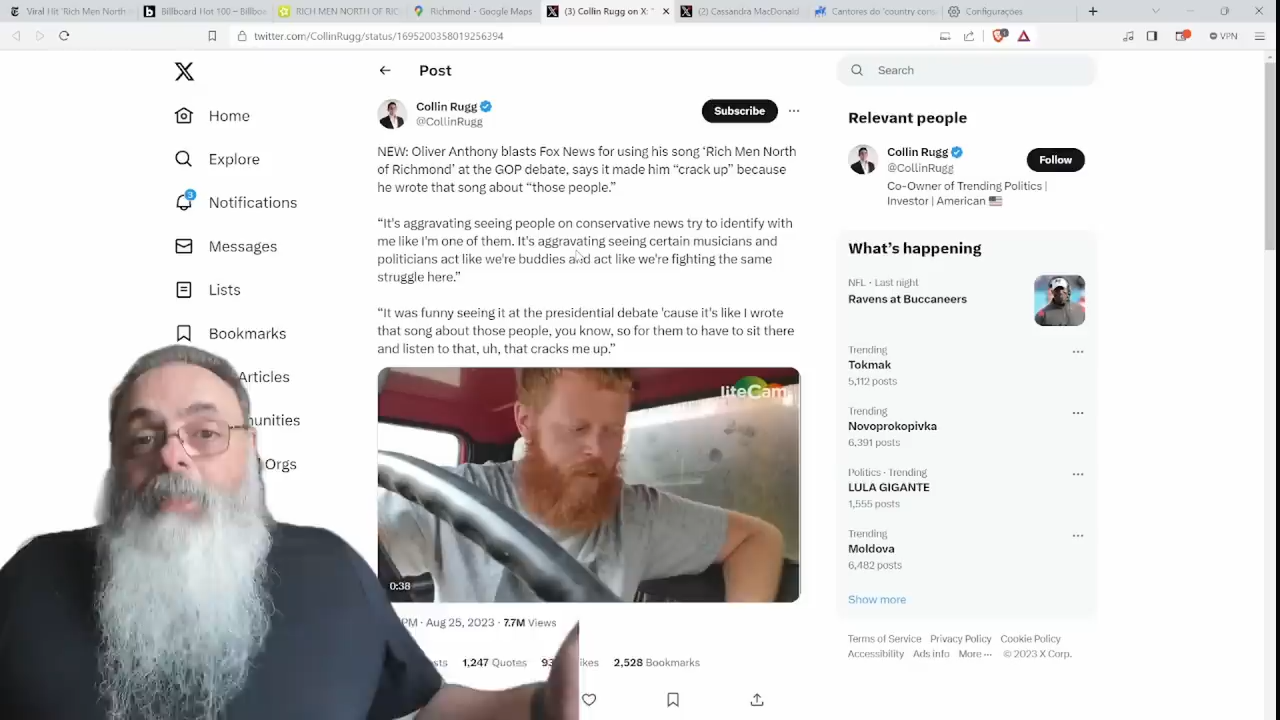 Viral Hit 'Rich Men North
Billboard Hot 100 – Billboa
RICH MEN NORTH OF RIC
Richmond - Google Maps
(3) Collin Rugg on X: "
(2) Cassandra MacDonald
Cantores do 'country cons
Configurações
twitter.com/CollinRugg/status/1695200358019256394
VPN
Post
Search
Collin Rugg
@CollinRugg
Subscribe
Home
Explore
3
Notifications
Messages
Lists
Bookmarks
Articles
unities
Orgs
NEW: Oliver Anthony blasts Fox News for using his song ‘Rich Men North
of Richmond’ at the GOP debate, says it made him “crack up” because
he wrote that song about “those people.”
“It's aggravating seeing people on conservative news try to identify with
me like I'm one of them. It's aggravating seeing certain musicians and
politicians act like we're buddies and act like we're fighting the same
struggle here.”
“It was funny seeing it at the presidential debate 'cause it's like I wrote
that song about those people, you know, so for them to have to sit there
and listen to that, uh, that cracks me up.”
liteCam
0:38
PM · Aug 25, 2023 · 7.7M Views
1,247 Quotes
2,528 Bookmarks
Relevant people
Collin Rugg
@CollinRugg
Follow
Co-Owner of Trending Politics |
Investor | American
What’s happening
NFL · Last night
Ravens at Buccaneers
Trending
Tokmak
5,112 posts
Trending
Novoprokopivka
6,391 posts
Politics · Trending
LULA GIGANTE
1,555 posts
Trending
Moldova
6,482 posts
Show more
Terms of Service Privacy Policy Cookie Policy
Accessibility Ads info More ··· © 2023 X Corp.